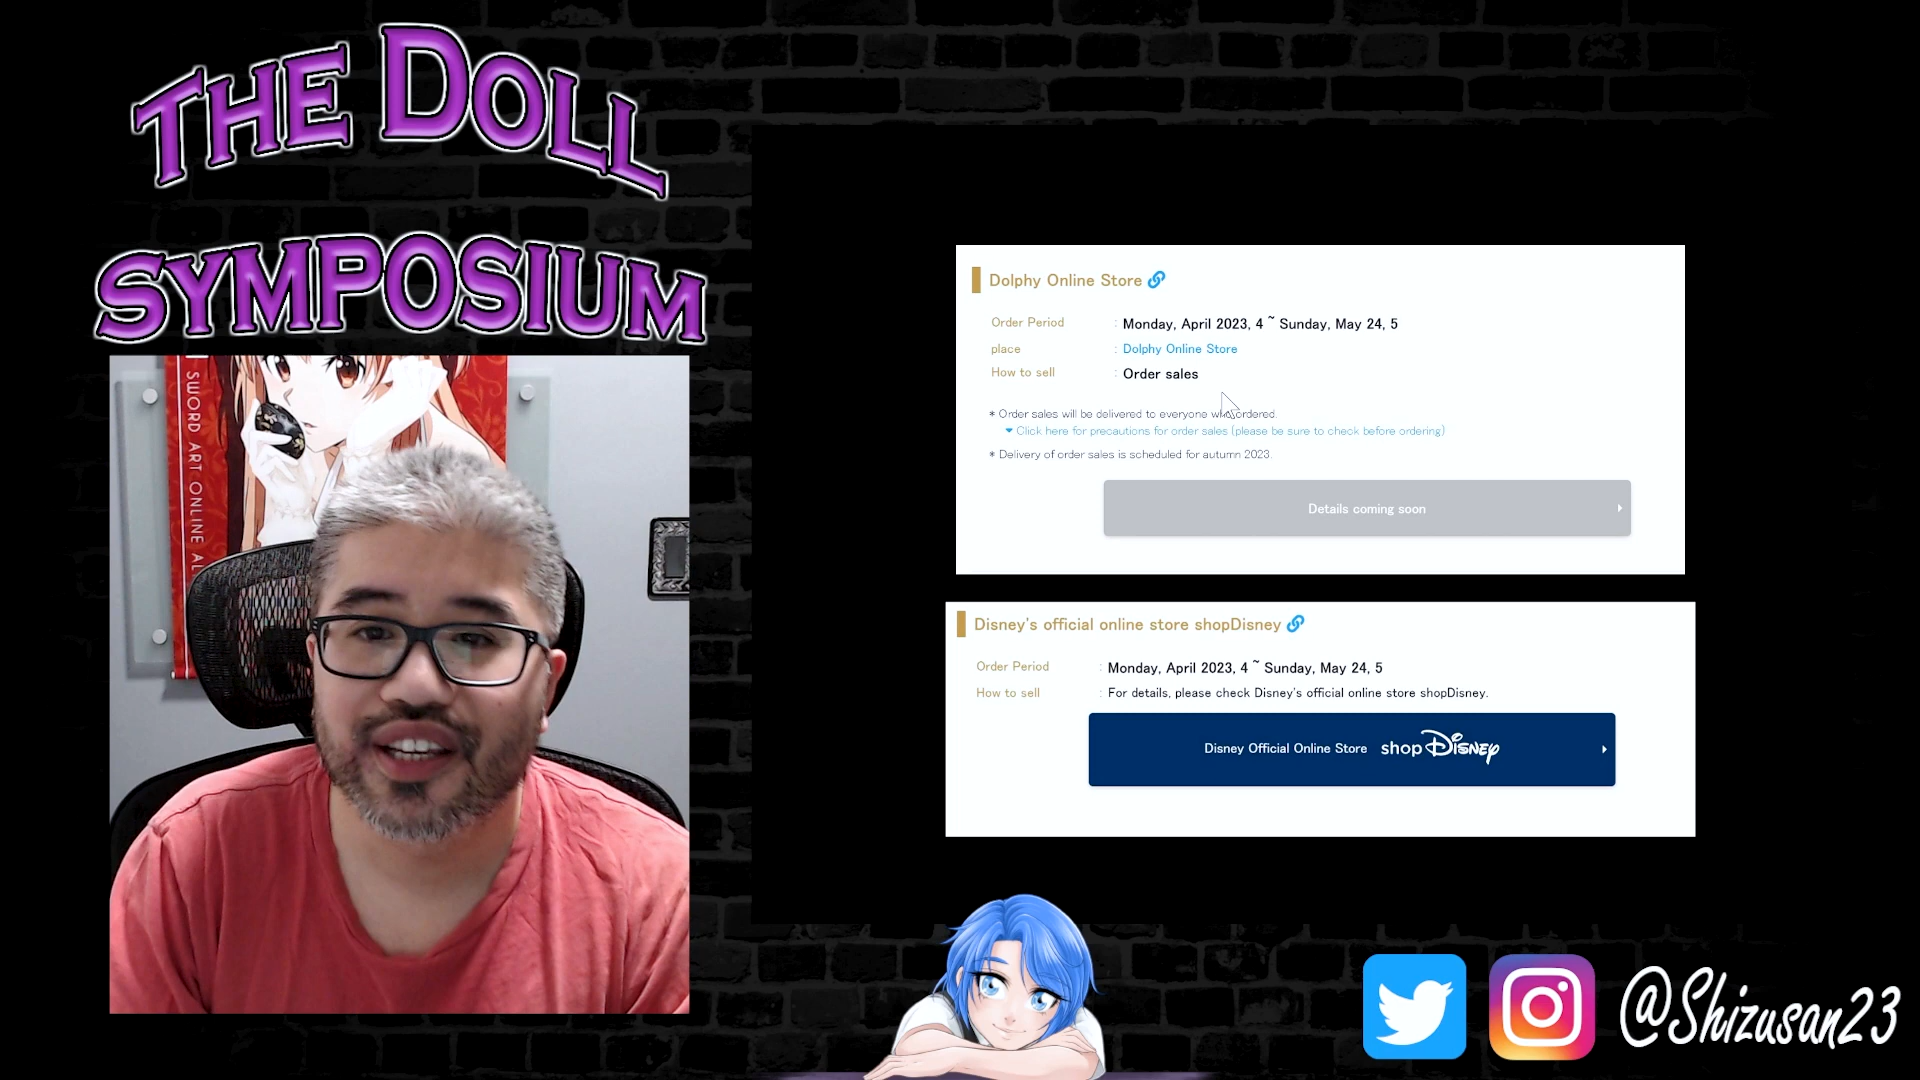 THE DOLL
SYMPOSIUM
SWORD ART ONLINE AL
Dolphy Online Store
Order Period : Monday, April 2023, 4 ~ Sunday, May 24, 5
place : Dolphy Online Store
How to sell : Order sales
* Order sales will be delivered to everyone who ordered.
Click here for precautions for order sales (please be sure to check before ordering)
* Delivery of order sales is scheduled for autumn 2023.
Details coming soon
Disney's official online store shopDisney
Order Period : Monday, April 2023, 4 ~ Sunday, May 24, 5
How to sell : For details, please check Disney's official online store shopDisney.
Disney Official Online Store shop Disney
@Shizusan23